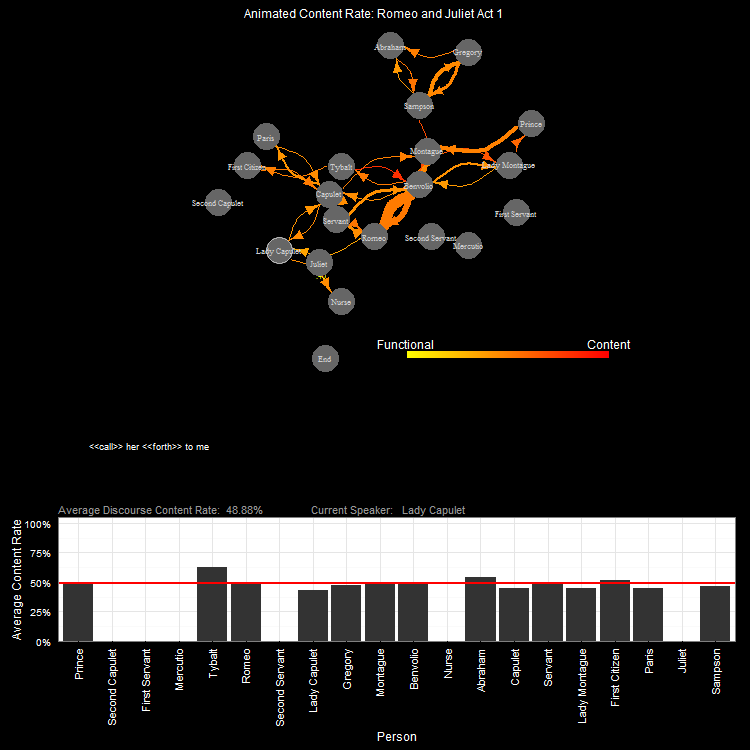 Animated Content Rate: Romeo and Juliet Act 1
Abraham
Gregory
Sampson
Prince
Paris
Montague
First Citizen
Tybalt
Lady Montague
Capulet
Benvolio
Second Capulet
Servant
First Servant
Romeo
Second Servant
Mercutio
Lady Capulet
Juliet
Nurse
Functional
Content
End
<<call>> her <<forth>> to me
Average Discourse Content Rate: 48.88%
Current Speaker: Lady Capulet
Average Content Rate
100%
75%
50%
25%
0%
Prince
Second Capulet
First Servant
Mercutio
Tybalt
Romeo
Second Servant
Lady Capulet
Gregory
Montague
Benvolio
Nurse
Abraham
Capulet
Servant
Lady Montague
First Citizen
Paris
Juliet
Sampson
Person